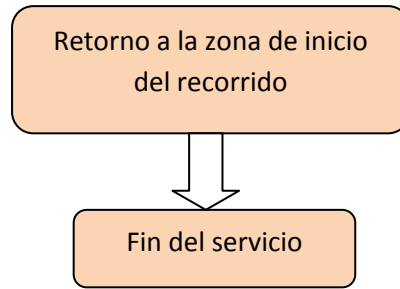 Retorno a la zona de inicio
del recorrido
Fin del servicio